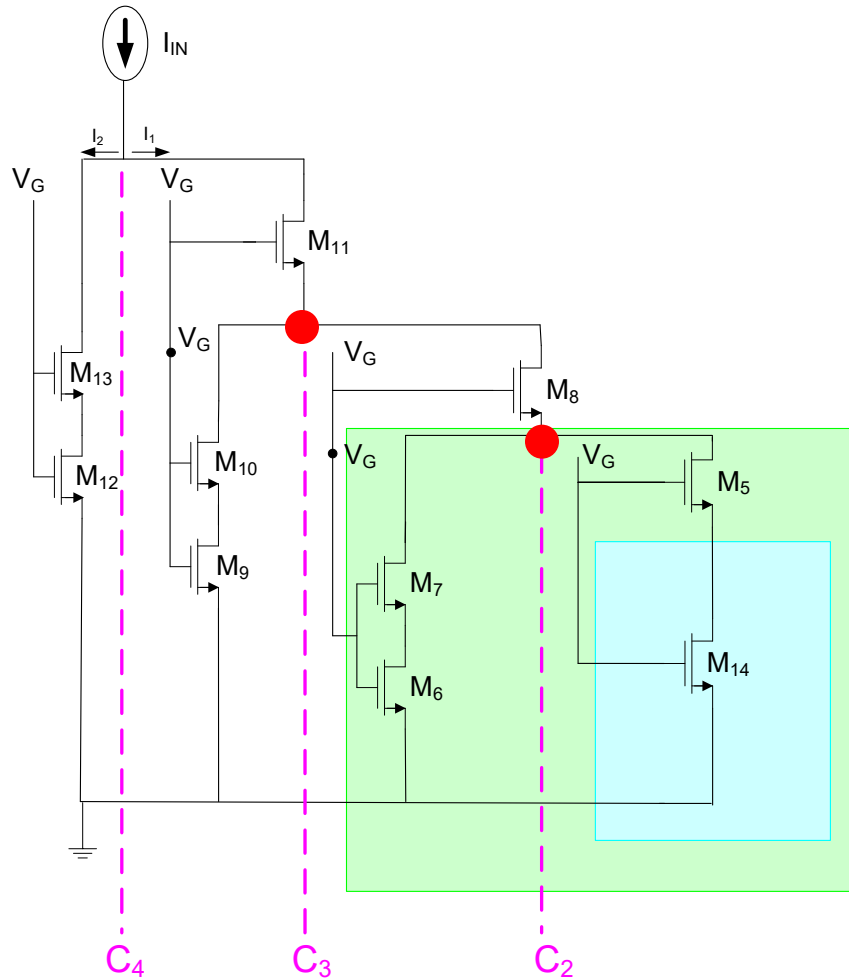 I_IN
I_2 I_1
V_G V_G
M_11
V_G V_G
M_13 M_8
M_10 V_G V_G
M_12 M_5
M_9 M_7
M_14
M_6
C_4 C_3 C_2